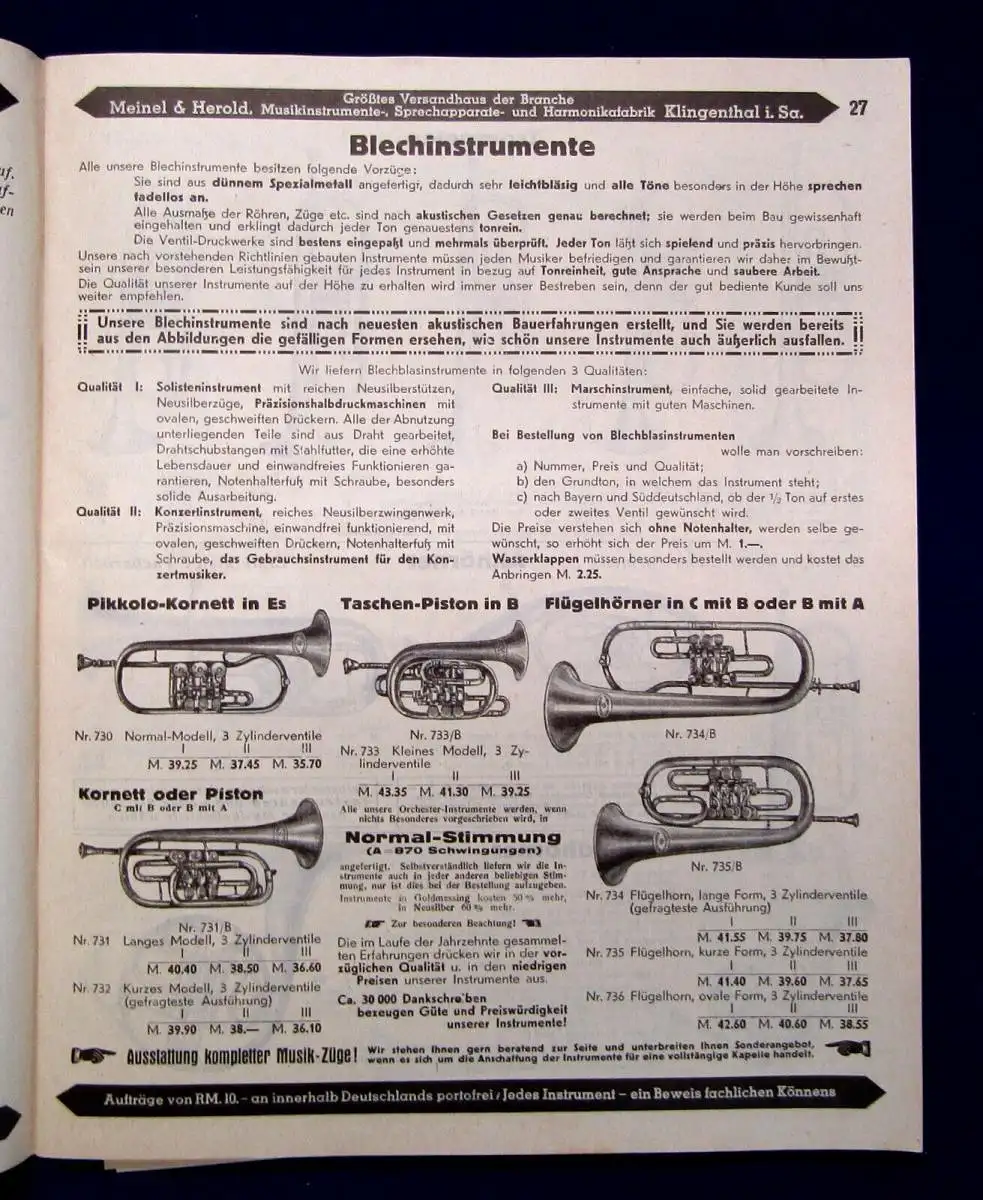 Größtes Versandhaus der Branche
Meinel & Herold, Musikinstrumente-, Sprechapparate- und Harmonikafabrik Klingenthal i. Sa.
27
Blechinstrumente
Alle unsere Blechinstrumente besitzen folgende Vorzüge:
Sie sind aus dünnem Spezialmetall angefertigt, dadurch sehr leichtbläsig und alle Töne besonders in der Höhe sprechen
tadellos an.
Alle Ausmaße der Röhren, Züge etc. sind nach akustischen Gesetzen genau berechnet; sie werden beim Bau gewissenhaft
eingehalten und erklingt dadurch jeder Ton genauestens tonrein.
Die Ventil-Druckwerke sind bestens eingepaßt und mehrmals überprüft. Jeder Ton läßt sich spielend und präzis hervorbringen.
Unsere nach vorstehenden Richtlinien gebauten Instrumente müssen jeden Musiker befriedigen und garantieren wir daher im Bewußt-
sein unserer besonderen Leistungsfähigkeit für jedes Instrument in bezug auf Tonreinheit, gute Ansprache und saubere Arbeit.
Die Qualität unserer Instrumente auf der Höhe zu erhalten wird immer unser Bestreben sein, denn der gut bediente Kunde soll uns
weiter empfehlen.
Unsere Blechinstrumente sind nach neuesten akustischen Bauerfahrungen erstellt, und Sie werden bereits
aus den Abbildungen die gefälligen Formen ersehen, wie schön unsere Instrumente auch äußerlich ausfallen.
Wir liefern Blechblasinstrumente in folgenden 3 Qualitäten:
Qualität I: Solisteninstrument mit reichen Neusilberstützen,
Neusilberzüge, Präzisionshalbdruckmaschinen mit
ovalen, geschweiften Drückern. Alle der Abnutzung
unterliegenden Teile sind aus Draht gearbeitet,
Drahtschubstangen mit Stahlfutter, die eine erhöhte
Lebensdauer und einwandfreies Funktionieren ga-
rantieren, Notenhalterfuß mit Schraube, besonders
solide Ausarbeitung.
Qualität II: Konzertinstrument, reiches Neusilberzwingenwerk,
Präzisionsmaschine, einwandfrei funktionierend, mit
ovalen, geschweiften Drückern, Notenhalterfuß mit
Schraube, das Gebrauchsinstrument für den Kon-
zertmusiker.
Qualität III: Marschinstrument, einfache, solid gearbeitete In-
strumente mit guten Maschinen.
Bei Bestellung von Blechblasinstrumenten
wolle man vorschreiben:
a) Nummer, Preis und Qualität;
b) den Grundton, in welchem das Instrument steht;
c) nach Bayern und Süddeutschland, ob der 1/2 Ton auf erstes
oder zweites Ventil gewünscht wird.
Die Preise verstehen sich ohne Notenhalter, werden selbe ge-
wünscht, so erhöht sich der Preis um M. 1.—.
Wasserklappen müssen besonders bestellt werden und kostet das
Anbringen M. 2.25.
Pikkolo-Kornett in Es
Nr. 730 Normal-Modell, 3 Zylinderventile
I II III
M. 39.25 M. 37.45 M. 35.70
Kornett oder Piston
C mit B oder B mit A
Nr. 731/B
Nr. 731 Langes Modell, 3 Zylinderventile
I II III
M. 40.40 M. 38.50 M. 36.60
Nr. 732 Kurzes Modell, 3 Zylinderventile
(gefragteste Ausführung)
I II III
M. 39.90 M. 38.— M. 36.10
Taschen-Piston in B
Nr. 733/B
Nr. 733 Kleines Modell, 3 Zy-
linderventile
I II III
M. 43.35 M. 41.30 M. 39.25
Alle unsere Orchester-Instrumente werden, wenn
nichts Besonderes vorgeschrieben wird, in
Normal-Stimmung
(A=870 Schwingungen)
angefertigt. Selbstverständlich liefern wir die In-
strumente auch in jeder anderen beliebigen Stim-
mung, nur ist dies bei der Bestellung aufzugeben.
Instrumente in Goldmessing kosten 50 % mehr,
in Neusilber 60 % mehr.
Zur besonderen Beachtung!
Die im Laufe der Jahrzehnte gesammel-
ten Erfahrungen drücken wir in der vor-
züglichen Qualität u. in den niedrigen
Preisen unserer Instrumente aus.
Ca. 30 000 Dankschreiben
bezeugen Güte und Preiswürdigkeit
unserer Instrumente!
Flügelhörner in C mit B oder B mit A
Nr. 734/B
Nr. 735/B
Nr. 734 Flügelhorn, lange Form, 3 Zylinderventile
(gefragteste Ausführung)
I II III
M. 41.55 M. 39.75 M. 37.80
Nr. 735 Flügelhorn, kurze Form, 3 Zylinderventile
I II III
M. 41.40 M. 39.60 M. 37.65
Nr. 736 Flügelhorn, ovale Form, 3 Zylinderventile
I II III
M. 42.60 M. 40.60 M. 38.55
Ausstattung kompletter Musik-Züge! Wir stehen Ihnen gern beratend zur Seite und unterbreiten Ihnen Sonderangebot,
wenn es sich um die Anschaffung der Instrumente für eine vollständige Kapelle handelt.
Aufträge von RM. 10.- an innerhalb Deutschlands portofrei / Jedes Instrument – ein Beweis fachlichen Könnens